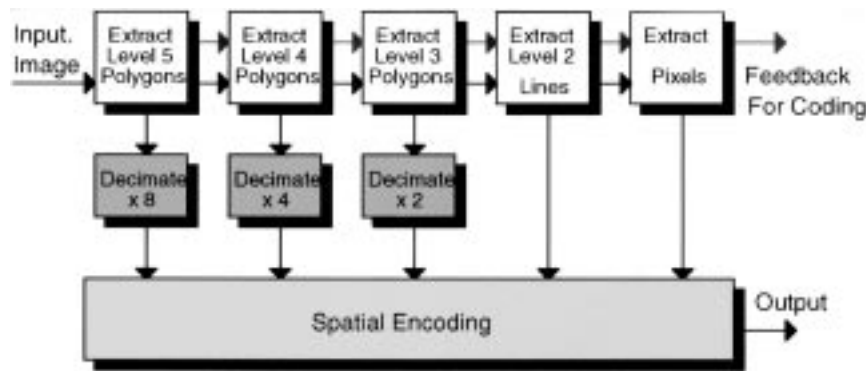 Input.
Image
Extract
Level 5
Polygons
Extract
Level 4
Polygons
Extract
Level 3
Polygons
Extract
Level 2
Lines
Extract
Pixels
Feedback
For Coding
Decimate
x 8
Decimate
x 4
Decimate
x 2
Spatial Encoding
Output